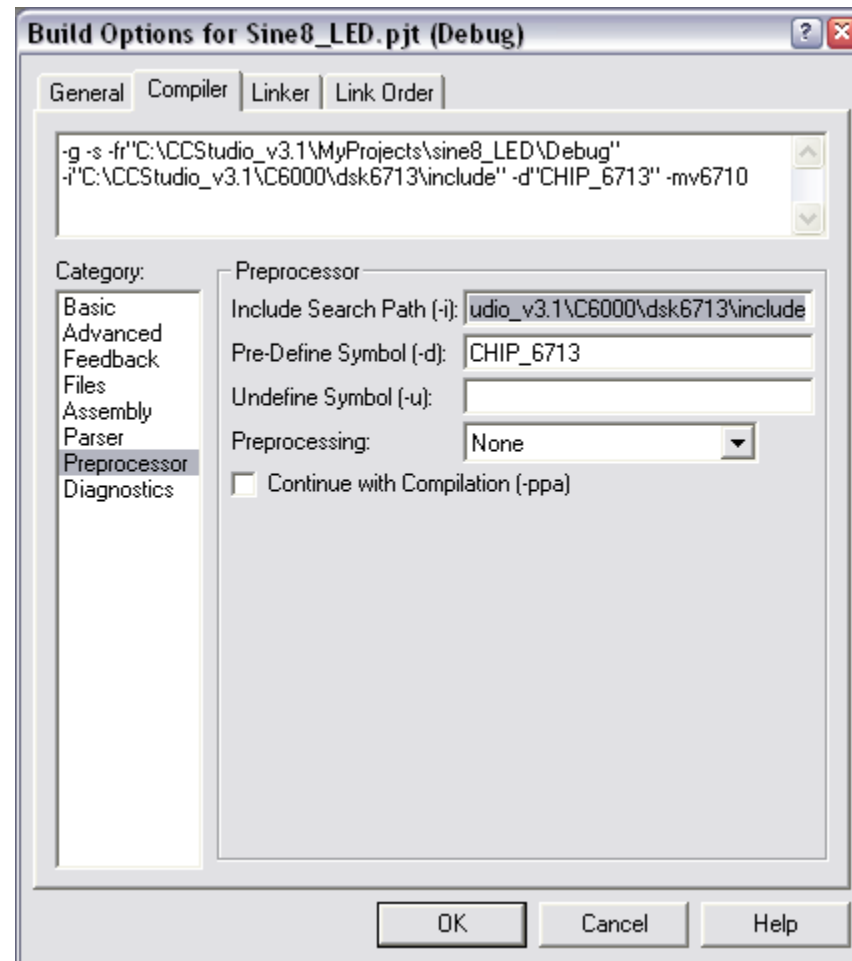 Build Options for Sine8_LED.pjt (Debug)
General Compiler Linker Link Order
-g -s -fr"C:\CCStudio_v3.1\MyProjects\sine8_LED\Debug"
-i"C:\CCStudio_v3.1\C6000\dsk6713\include" -d"CHIP_6713" -mv6710
Category:
Basic
Advanced
Feedback
Files
Assembly
Parser
Preprocessor
Diagnostics
Preprocessor
Include Search Path (-i): udio_v3.1\C6000\dsk6713\include
Pre-Define Symbol (-d): CHIP_6713
Undefine Symbol (-u):
Preprocessing: None
Continue with Compilation (-ppa)
OK Cancel Help